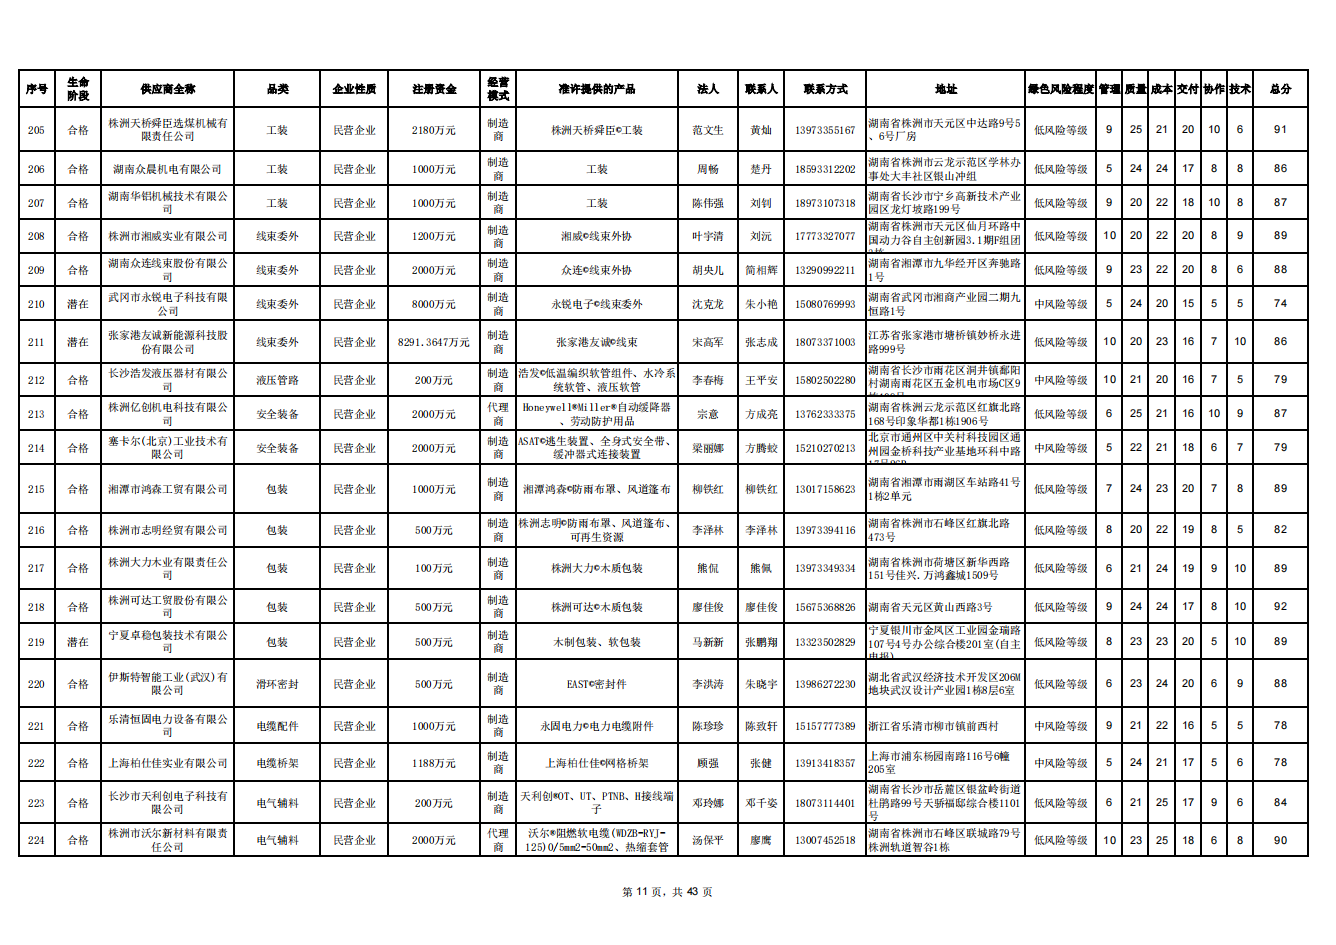 序号 生命阶段 供应商全称 品类 企业性质 注册资金 经营模式 准许提供的产品 法人 联系人 联系方式 地址 绿色风险程度 管理 质量 成本 交付 协作 技术 总分
205 合格 株洲天桥舜臣选煤机械有限责任公司 工装 民营企业 2180万元 制造商 株洲天桥舜臣©工装 范文生 黄灿 13973355167 湖南省株洲市天元区中达路9号5、6号厂房 低风险等级 9 25 21 20 10 6 91
206 合格 湖南众晨机电有限公司 工装 民营企业 1000万元 制造商 工装 周畅 楚丹 18593312202 湖南省株洲市云龙示范区学林办事处大丰社区银山冲组 低风险等级 5 24 24 17 8 8 86
207 合格 湖南华铝机械技术有限公司 工装 民营企业 1000万元 制造商 工装 陈伟强 刘钊 18973107318 湖南省长沙市宁乡高新技术产业园区龙灯坡路199号 低风险等级 9 20 22 18 10 8 87
208 合格 株洲市湘威实业有限公司 线束委外 民营企业 1200万元 制造商 湘威©线束外协 叶宇清 刘沅 17773327077 湖南省株洲市天元区仙月环路中国动力谷自主创新园3.1期F组团 低风险等级 10 20 22 20 8 9 89
209 合格 湖南众连线束股份有限公司 线束委外 民营企业 2000万元 制造商 众连©线束外协 胡央儿 简相辉 13290992211 湖南省湘潭市九华经开区奔驰路1号 低风险等级 9 23 22 20 8 6 88
210 潜在 武冈市永锐电子科技有限公司 线束委外 民营企业 8000万元 制造商 永锐电子©线束委外 沈克龙 朱小艳 15080769993 湖南省武冈市湘商产业园二期九恒路1号 中风险等级 5 24 20 15 5 5 74
211 潜在 张家港友诚新能源科技股份有限公司 线束委外 民营企业 8291.3647万元 制造商 张家港友诚©线束 宋高军 张志成 18073371003 江苏省张家港市塘桥镇妙桥永进路999号 低风险等级 10 20 23 16 7 10 86
212 合格 长沙浩发液压器材有限公司 液压管路 民营企业 200万元 制造商 浩发©低温编织软管组件、水冷系统软管、液压软管 李春梅 王平安 15802502280 湖南省长沙市雨花区洞井镇鄱阳村湖南雨花区五金机电市场C区9 中风险等级 10 21 20 16 7 5 79
213 合格 株洲亿创机电科技有限公司 安全装备 民营企业 2000万元 代理商 Honeywell®Miller®自动缓降器、劳动防护用品 宗意 方成亮 13762333375 湖南省株洲云龙示范区红旗北路168号印象华都1栋1906号 低风险等级 6 25 21 16 10 9 87
214 合格 塞卡尔(北京)工业技术有限公司 安全装备 民营企业 2000万元 制造商 ASAT©逃生装置、全身式安全带、缓冲器式连接装置 梁丽娜 方腾蛟 15210270213 北京市通州区中关村科技园区通州园金桥科技产业基地环科中路 中风险等级 5 22 21 18 6 7 79
215 合格 湘潭市鸿森工贸有限公司 包装 民营企业 1000万元 制造商 湘潭鸿森©防雨布罩、风道篷布 柳铁红 柳铁红 13017158623 湖南省湘潭市雨湖区车站路41号1栋2单元 低风险等级 7 24 23 20 7 8 89
216 合格 株洲市志明经贸有限公司 包装 民营企业 500万元 制造商 株洲志明©防雨布罩、风道篷布、可再生资源 李泽林 李泽林 13973394116 湖南省株洲市石峰区红旗北路473号 低风险等级 8 20 22 19 8 5 82
217 合格 株洲大力木业有限责任公司 包装 民营企业 100万元 制造商 株洲大力©木质包装 熊侃 熊佩 13973349334 湖南省株洲市荷塘区新华西路151号佳兴.万鸿鑫城1509号 低风险等级 6 21 24 19 9 10 89
218 合格 株洲可达工贸股份有限公司 包装 民营企业 500万元 制造商 株洲可达©木质包装 廖佳俊 廖佳俊 15675368826 湖南省天元区黄山西路3号 低风险等级 9 24 24 17 8 10 92
219 潜在 宁夏卓稳包装技术有限公司 包装 民营企业 500万元 制造商 木制包装、软包装 马新新 张鹏翔 13323502829 宁夏银川市金凤区工业园金瑞路107号4号办公综合楼201室(自主申报) 低风险等级 8 23 23 20 5 10 89
220 合格 伊斯特智能工业(武汉)有限公司 滑环密封 民营企业 500万元 制造商 EAST©密封件 李洪涛 朱晓宇 13986272230 湖北省武汉经济技术开发区206M地块武汉设计产业园1栋8层6室 低风险等级 6 23 24 20 6 9 88
221 合格 乐清恒固电力设备有限公司 电缆配件 民营企业 1000万元 制造商 永固电力©电力电缆附件 陈珍珍 陈致轩 15157777389 浙江省乐清市柳市镇前西村 中风险等级 9 21 22 16 5 5 78
222 合格 上海柏仕佳实业有限公司 电缆桥架 民营企业 1188万元 制造商 上海柏仕佳©网格桥架 顾强 张健 13913418357 上海市浦东杨园南路116号6幢205室 中风险等级 5 24 21 17 5 6 78
223 合格 长沙市天利创电子科技有限公司 电气辅料 民营企业 200万元 制造商 天利创®OT、UT、PTNB、H接线端子 邓玲娜 邓千姿 18073114401 湖南省长沙市岳麓区银盆岭街道杜鹃路99号天骄福邸综合楼1101号 低风险等级 6 21 25 17 9 6 84
224 合格 株洲市沃尔新材料有限责任公司 电气辅料 民营企业 2000万元 代理商 沃尔®阻燃软电缆(WDZB-RYJ-125)0/5mm2-50mm2、热缩套管 汤保平 廖鹰 13007452518 湖南省株洲市石峰区联城路79号株洲轨道智谷1栋 低风险等级 10 23 25 18 6 8 90
第 11 页，共 43 页